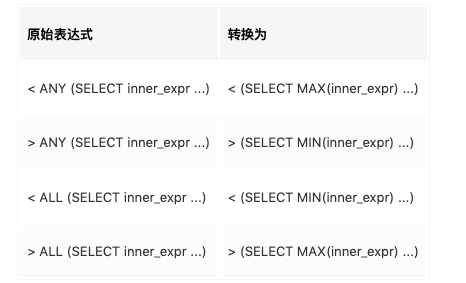 原始表达式 转换为
< ANY (SELECT inner_expr ...) < (SELECT MAX(inner_expr) ...)
> ANY (SELECT inner_expr ...) > (SELECT MIN(inner_expr) ...)
< ALL (SELECT inner_expr ...) < (SELECT MIN(inner_expr) ...)
> ALL (SELECT inner_expr ...) > (SELECT MAX(inner_expr) ...)